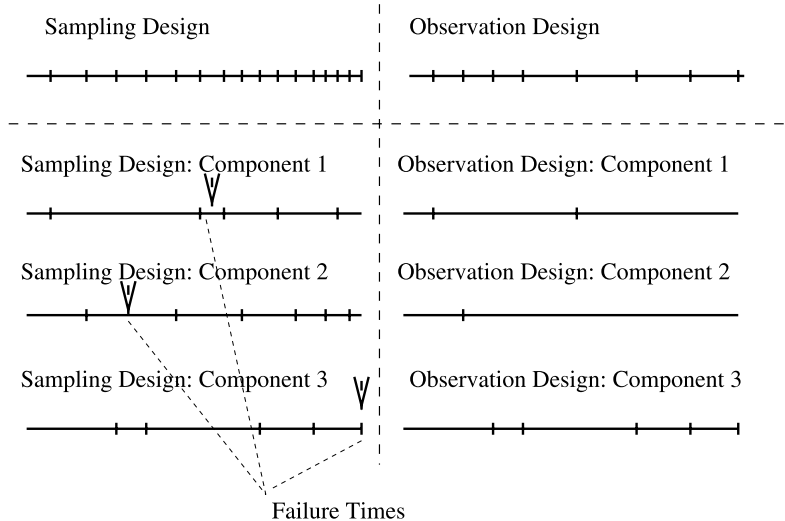 Sampling Design
Observation Design
Sampling Design: Component 1
Observation Design: Component 1
Sampling Design: Component 2
Observation Design: Component 2
Sampling Design: Component 3
Observation Design: Component 3
Failure Times